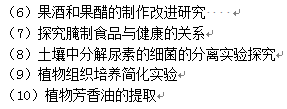 （6）果酒和果醋的制作改进研究
（7）探究腌制食品与健康的关系
（8）土壤中分解尿素的细菌的分离实验探究
（9）植物组织培养简化实验
（10）植物芳香油的提取